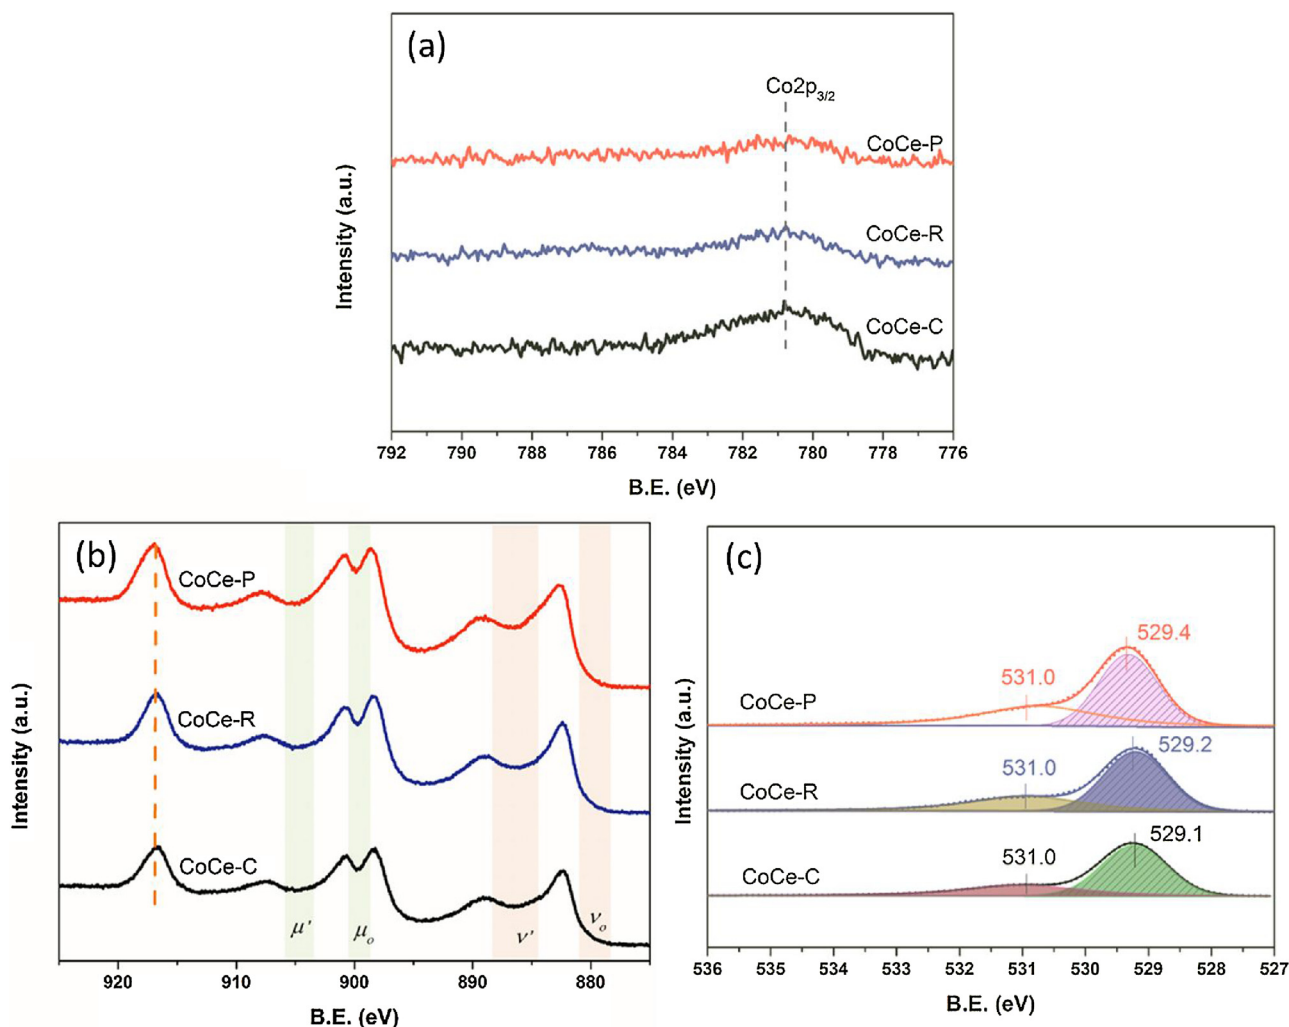 (a)
Co2p3/2
CoCe-P
CoCe-R
CoCe-C
Intensity (a.u.)
792 790 788 786 784 782 780 778 776
B.E. (eV)
(b)
CoCe-P
CoCe-R
CoCe-C
μ' μo ν' νo
Intensity (a.u.)
920 910 900 890 880
B.E. (eV)
(c)
529.4
531.0
CoCe-P
529.2
531.0
CoCe-R
529.1
531.0
CoCe-C
Intensity (a.u.)
536 535 534 533 532 531 530 529 528 527
B.E. (eV)